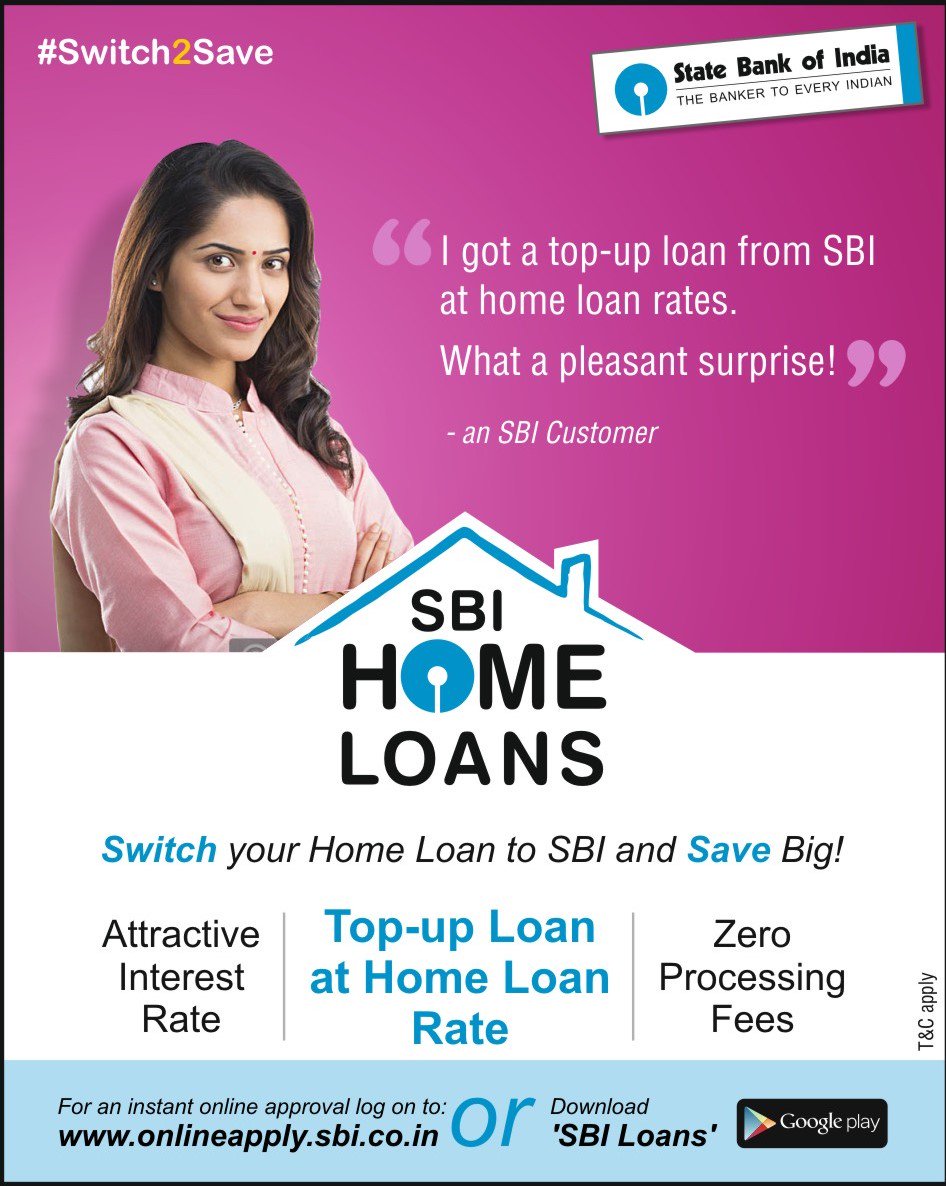 #Switch2Save
State Bank of India
THE BANKER TO EVERY INDIAN
“I got a top-up loan from SBI
at home loan rates.
What a pleasant surprise!”
- an SBI Customer
SBI
HOME
LOANS
Switch your Home Loan to SBI and Save Big!
Attractive
Interest
Rate
Top-up Loan
at Home Loan
Rate
Zero
Processing
Fees
T&C apply
For an instant online approval log on to:
www.onlineapply.sbi.co.in
or
Download
'SBI Loans'
Google play